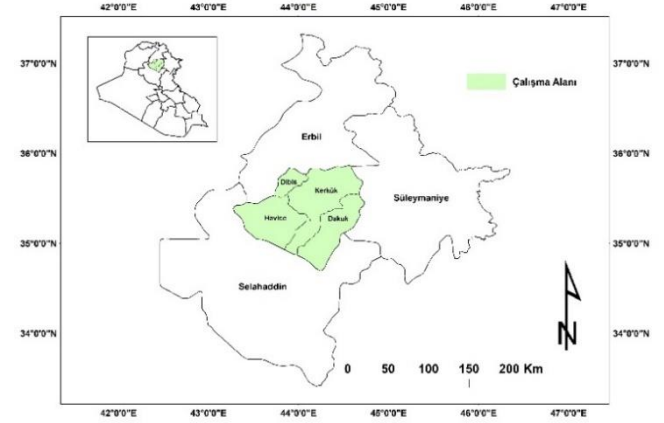 42°0'0"E 43°0'0"E 44°0'0"E 45°0'0"E 46°0'0"E 47°0'0"E
37°0'0"N 37°0'0"N
Çalışma Alanı
Erbil
36°0'0"N 36°0'0"N
Dibis
Kerkük
Süleymaniye
Havice
Dakuk
35°0'0"N 35°0'0"N
Selahaddin
34°0'0"N 34°0'0"N
N
0 50 100 150 200 Km
42°0'0"E 43°0'0"E 44°0'0"E 45°0'0"E 46°0'0"E 47°0'0"E